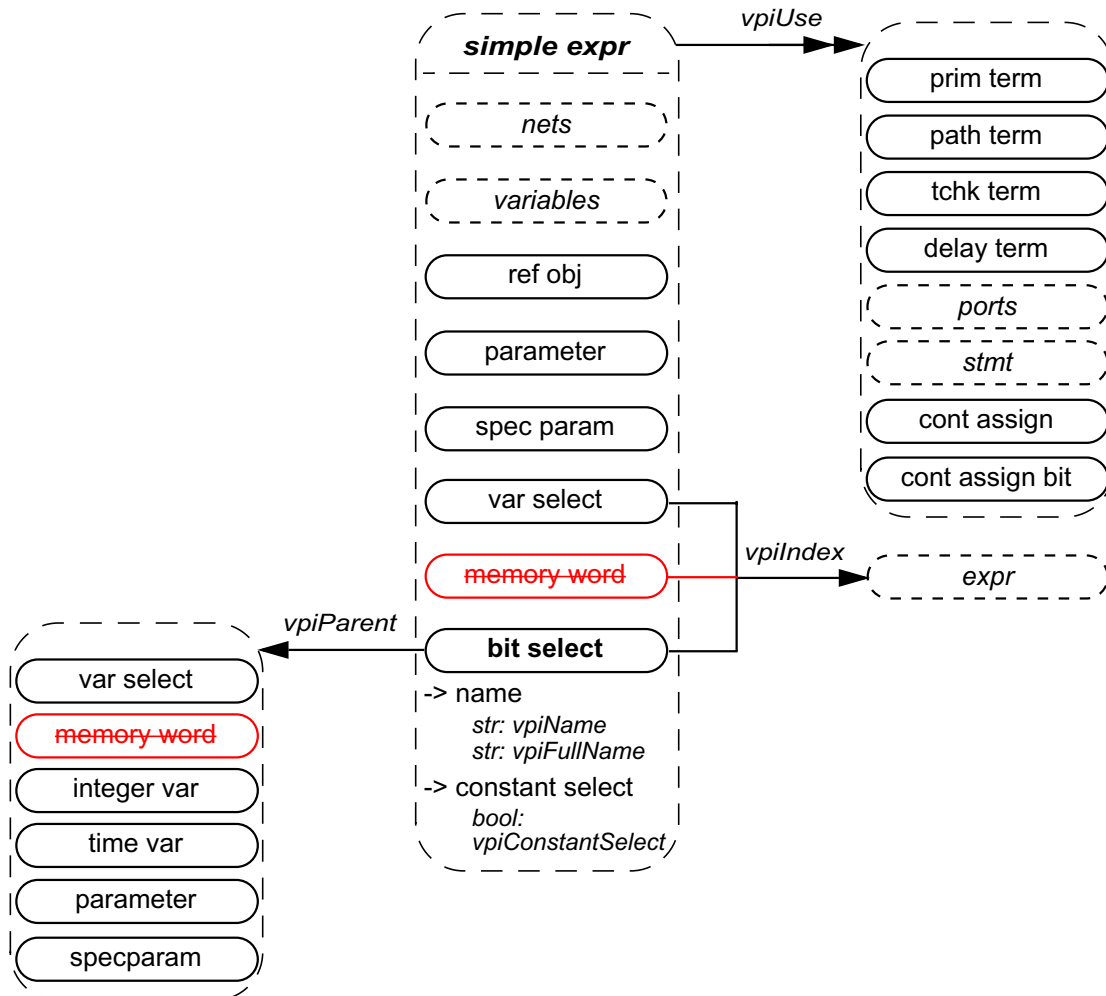 vpiUse
simple expr
prim term
nets
path term
variables
tchk term
ref obj
delay term
ports
parameter
stmt
spec param
cont assign
var select
cont assign bit
memory word
vpiIndex
expr
vpiParent
bit select
var select
-> name
str: vpiName
str: vpiFullName
memory word
integer var
-> constant select
bool:
vpiConstantSelect
time var
parameter
specparam